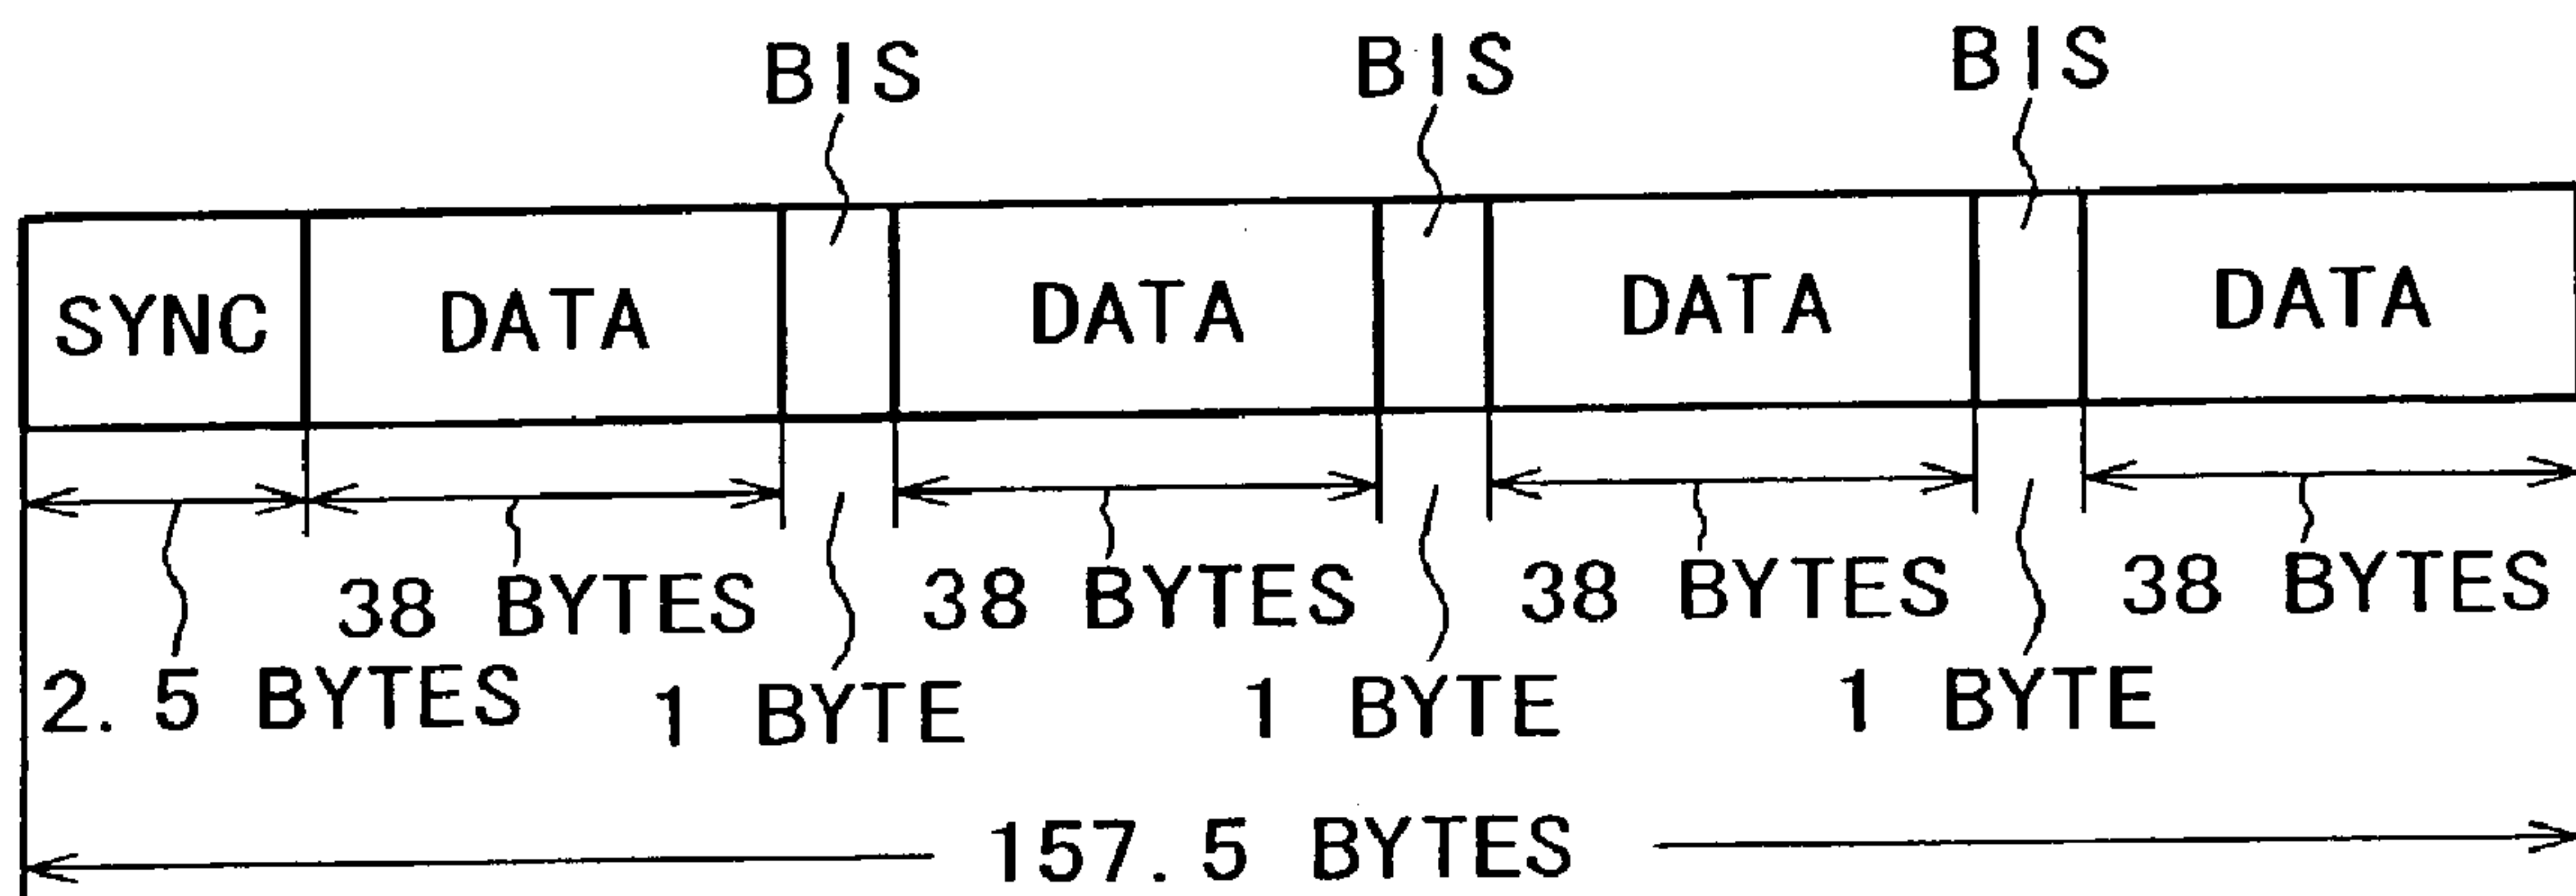 BIS BIS BIS
SYNC DATA DATA DATA DATA
38 BYTES 38 BYTES 38 BYTES 38 BYTES
2.5 BYTES 1 BYTE 1 BYTE 1 BYTE
157.5 BYTES